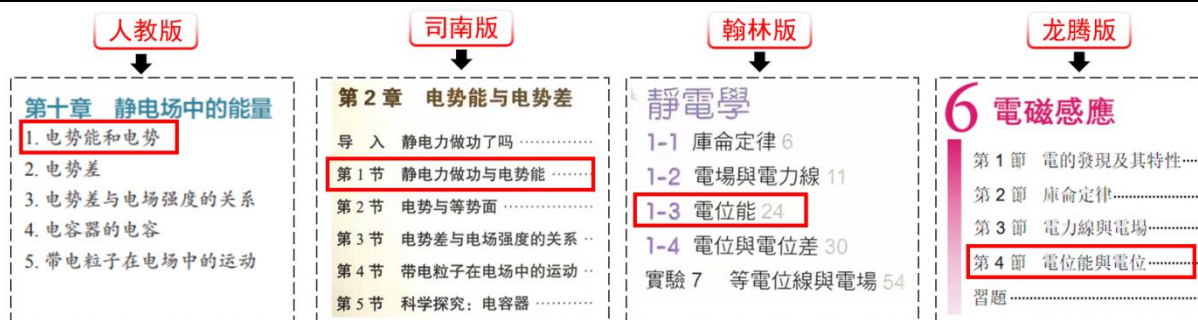 人教版
司南版
翰林版
龙腾版
第十章 静电场中的能量
1. 电势能和电势
2. 电势差
3. 电势差与电场强度的关系
4. 电容器的电容
5. 带电粒子在电场中的运动
第2章 电势能与电势差
导 入 静电力做功了吗 …………
第1节 静电力做功与电势能 ………
第2节 电势与等势面 ………………
第3节 电势差与电场强度的关系 ··
第4节 带电粒子在电场中的运动 ··
第5节 科学探究：电容器 …………
靜電學
1-1 庫侖定律 6
1-2 電場與電力線 11
1-3 電位能 24
1-4 電位與電位差 30
實驗 7 等電位線與電場 54
6 電磁感應
第 1 節 電的發現及其特性……
第 2 節 庫侖定律………………
第 3 節 電力線與電場…………
第 4 節 電位能與電位…………
習題………………………………